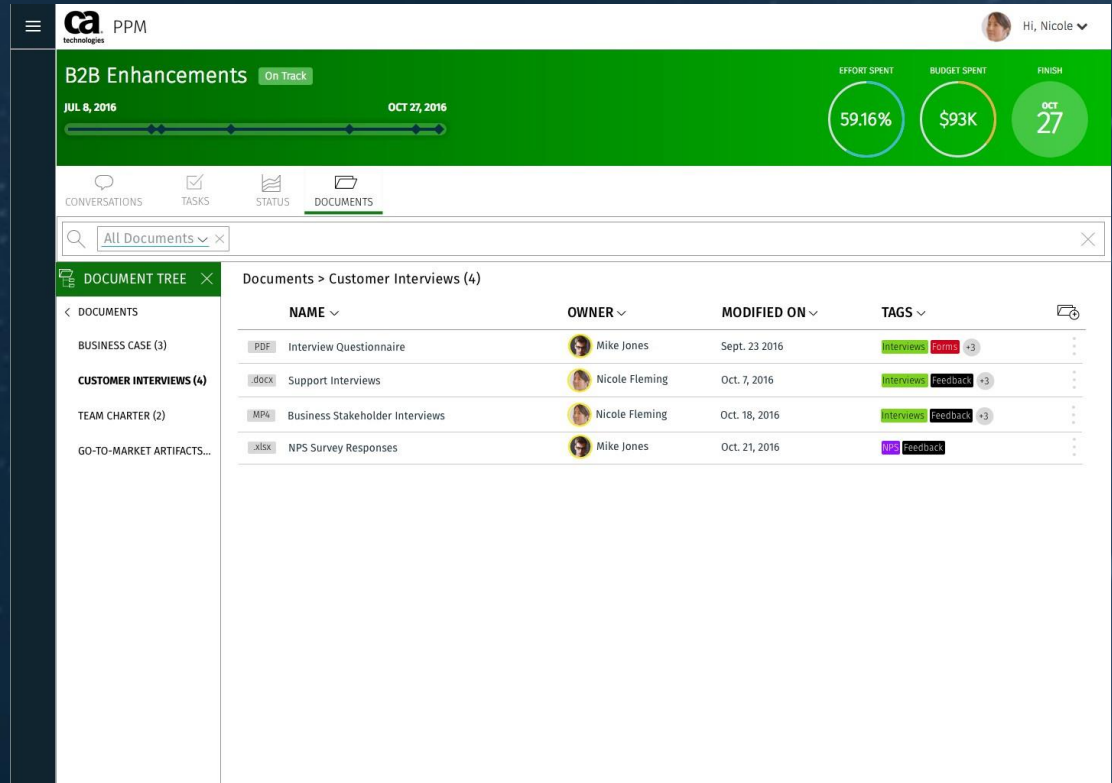 ca
technologies
PPM
Hi, Nicole
B2B Enhancements On Track
JUL 8, 2016 OCT 27, 2016
EFFORT SPENT BUDGET SPENT FINISH
59.16% $93K OCT 27
CONVERSATIONS TASKS STATUS DOCUMENTS
All Documents
DOCUMENT TREE
Documents > Customer Interviews (4)
DOCUMENTS
BUSINESS CASE (3)
CUSTOMER INTERVIEWS (4)
TEAM CHARTER (2)
GO-TO-MARKET ARTIFACTS...
NAME OWNER MODIFIED ON TAGS
PDF Interview Questionnaire Mike Jones Sept. 23 2016 Interviews Forms +3
.docx Support Interviews Nicole Fleming Oct. 7, 2016 Interviews Feedback +3
MP4 Business Stakeholder Interviews Nicole Fleming Oct. 18, 2016 Interviews Feedback +3
.xlsx NPS Survey Responses Mike Jones Oct. 21, 2016 NPS Feedback